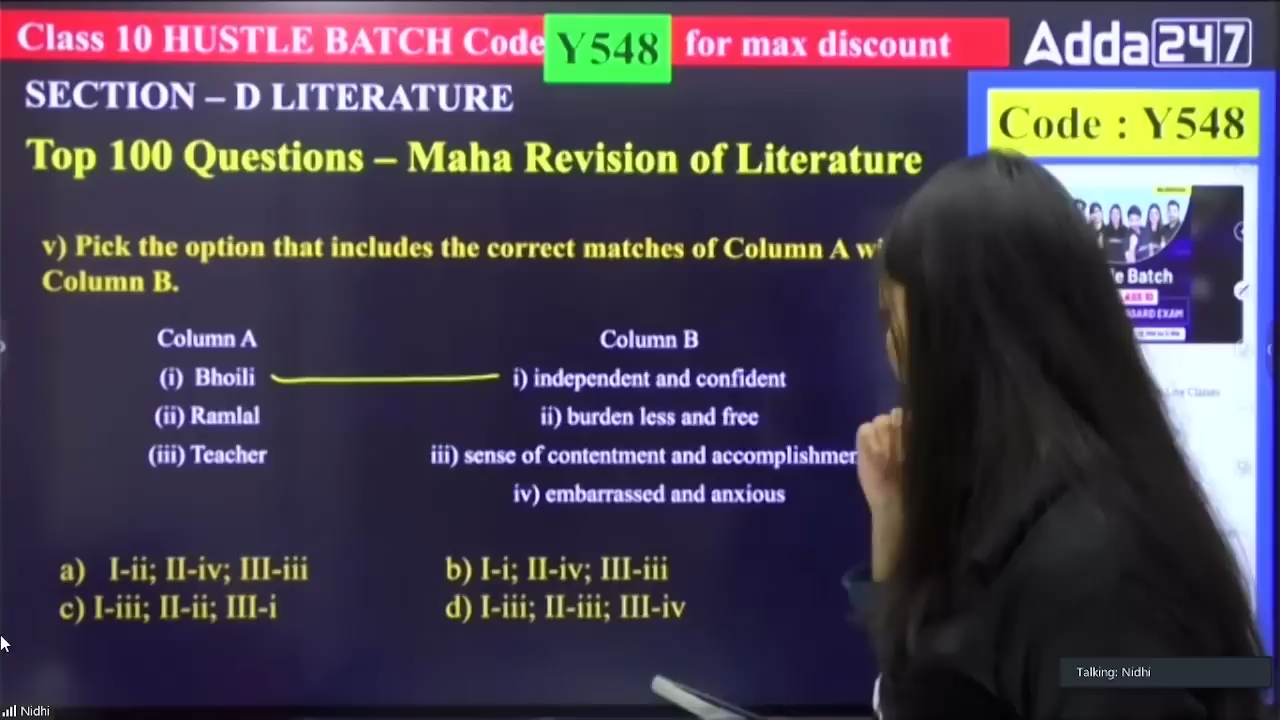 Class 10 HUSTLE BATCH Code Y548 for max discount
Adda247
SECTION – D LITERATURE
Code : Y548
Top 100 Questions – Maha Revision of Literature
v) Pick the option that includes the correct matches of Column A
Column B.
Column A Column B
(i) Bhoili i) independent and confident
(ii) Ramlal ii) burden less and free
(iii) Teacher iii) sense of contentment and
iv) embarrassed and anxious
a) I-ii; II-iv; III-iii b) I-i; II-iv; III-iii
c) I-iii; II-ii; III-i d) I-iii; II-iii; III-iv
Batch
Talking: Nidhi
Nidhi